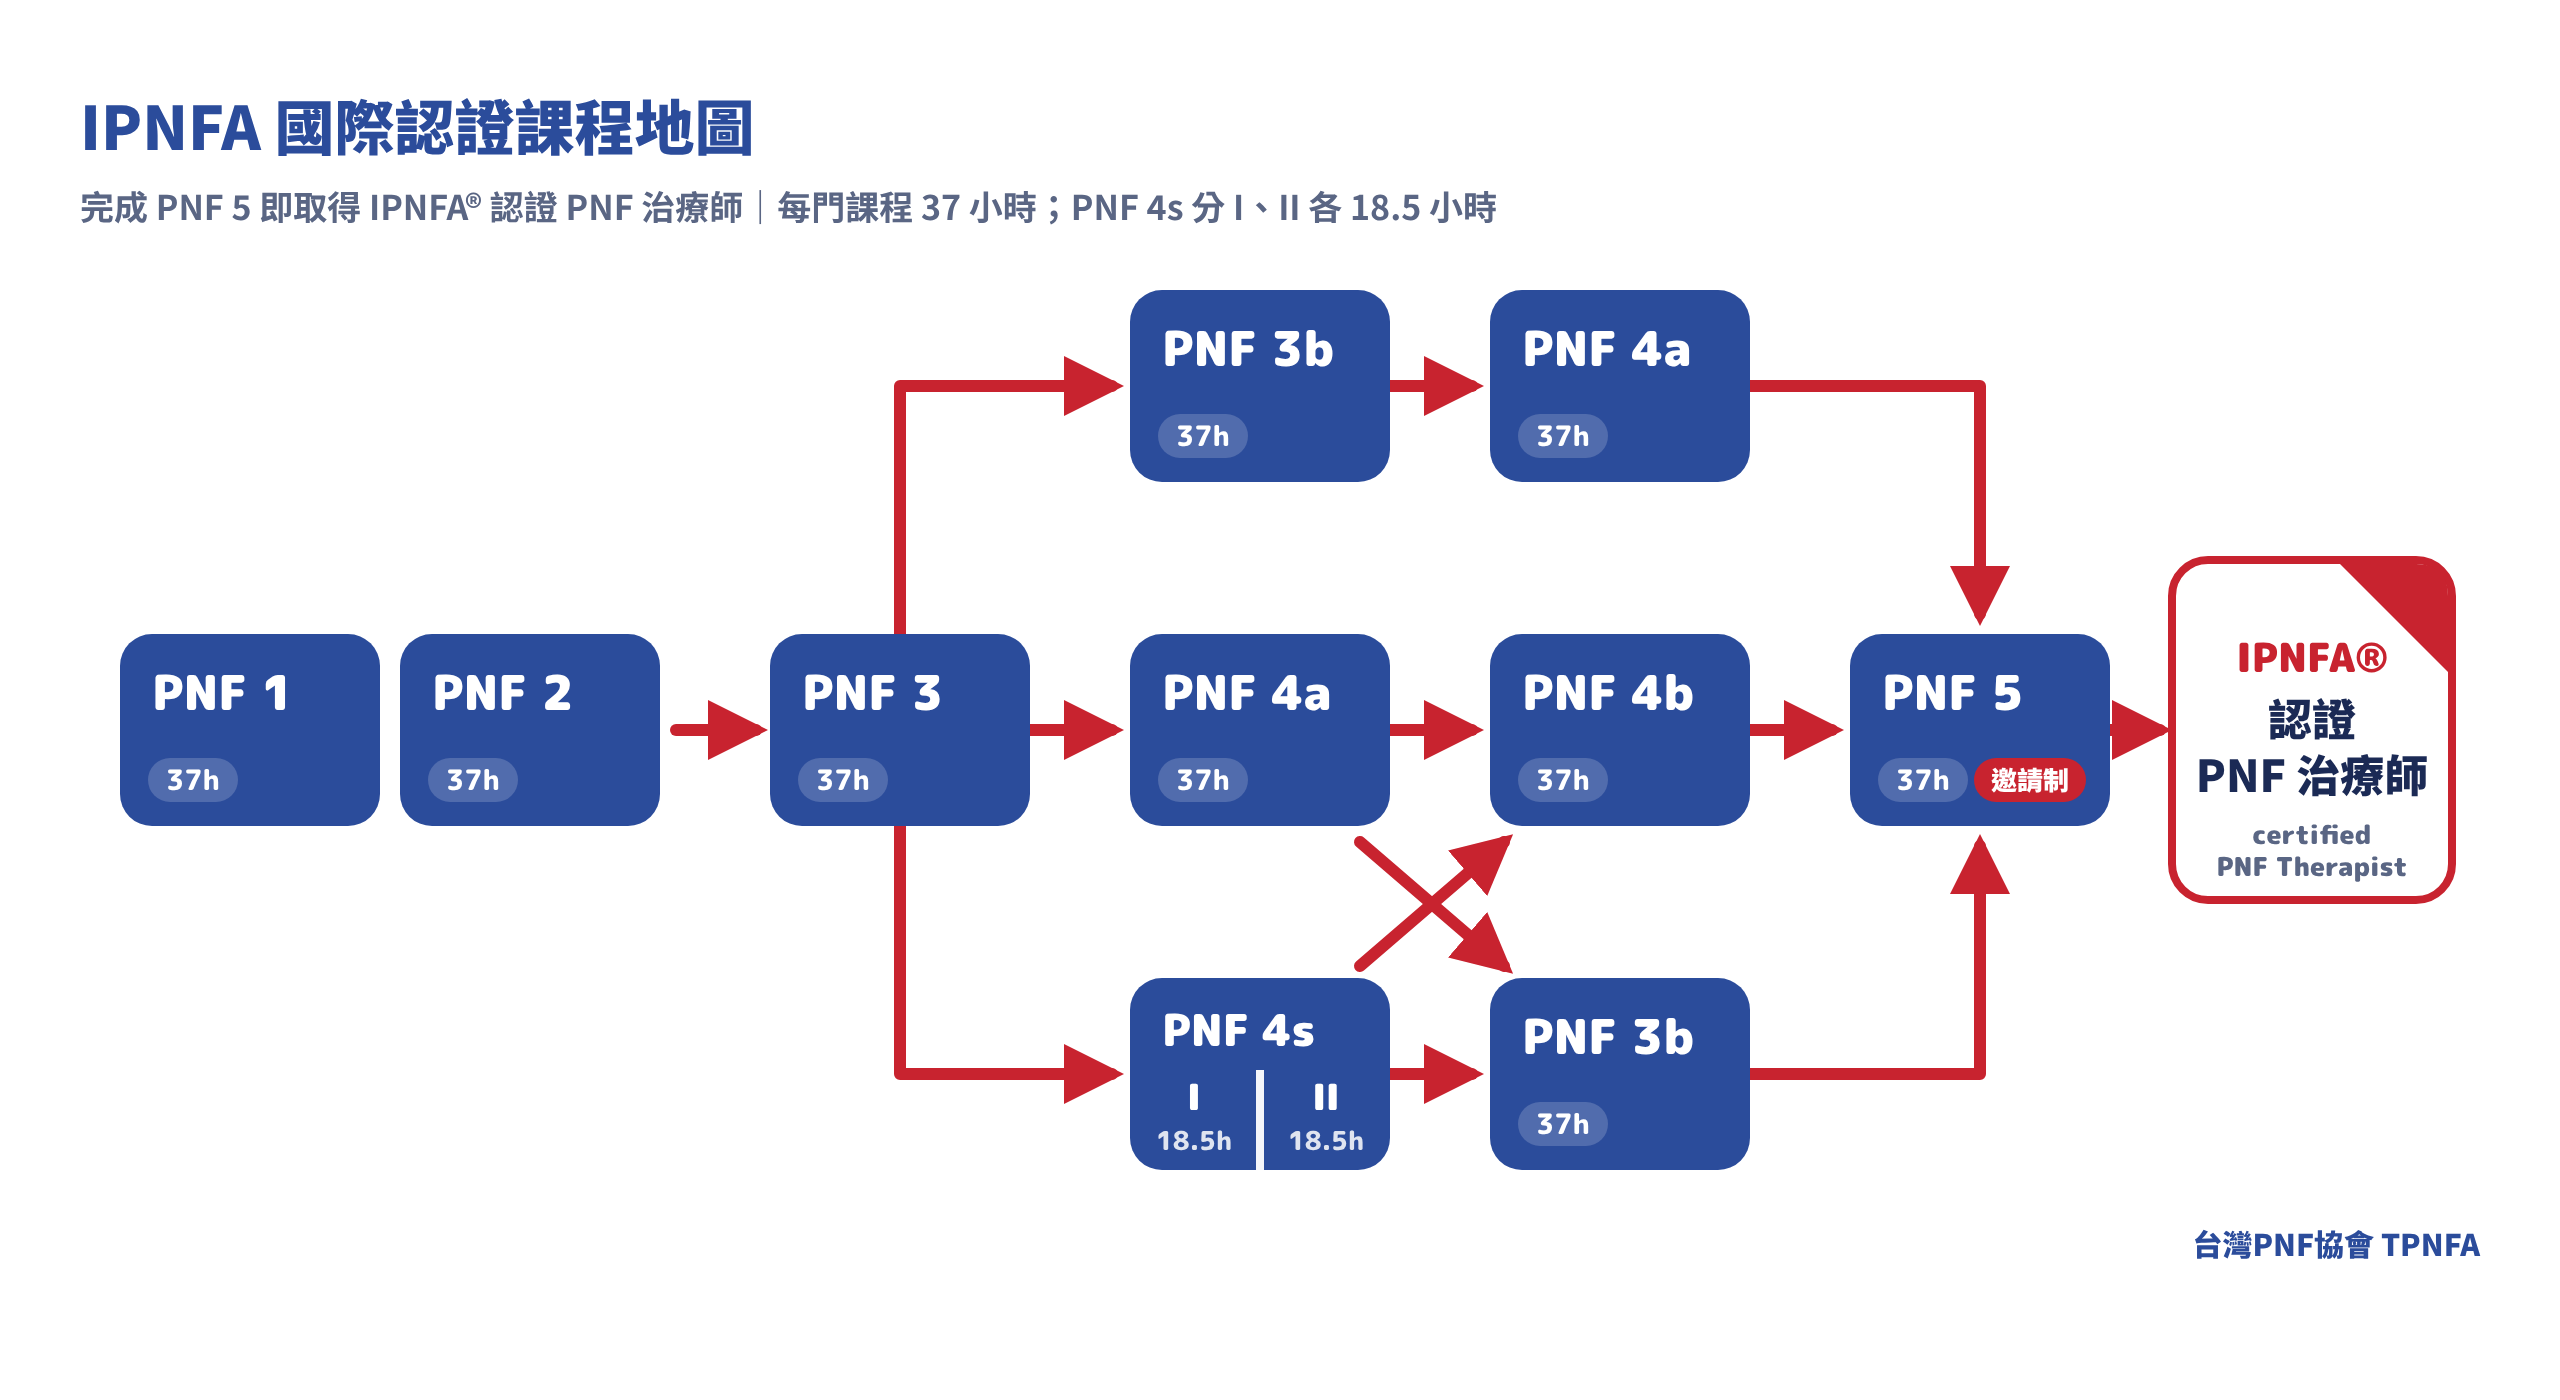 IPNFA 國際認證課程地圖
完成 PNF 5 即取得 IPNFA® 認證 PNF 治療師｜每門課程 37 小時；PNF 4s 分 I、II 各 18.5 小時
PNF 3b
37h
PNF 4a
37h
PNF 1
37h
PNF 2
37h
PNF 3
37h
PNF 4a
37h
PNF 4b
37h
PNF 5
37h 邀請制
IPNFA®
認證
PNF 治療師
certified
PNF Therapist
PNF 4s
I II
18.5h 18.5h
PNF 3b
37h
台灣PNF協會 TPNFA